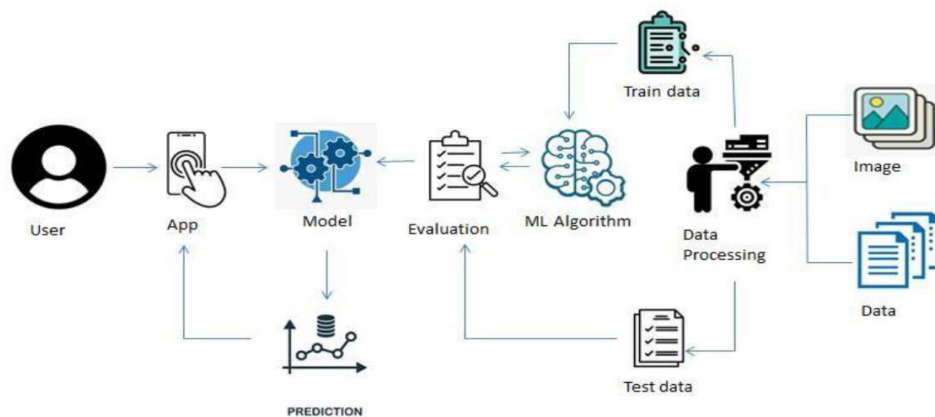 Train data
Image
User
App
Model
Evaluation
ML Algorithm
Data
Processing
Data
Test data
PREDICTION